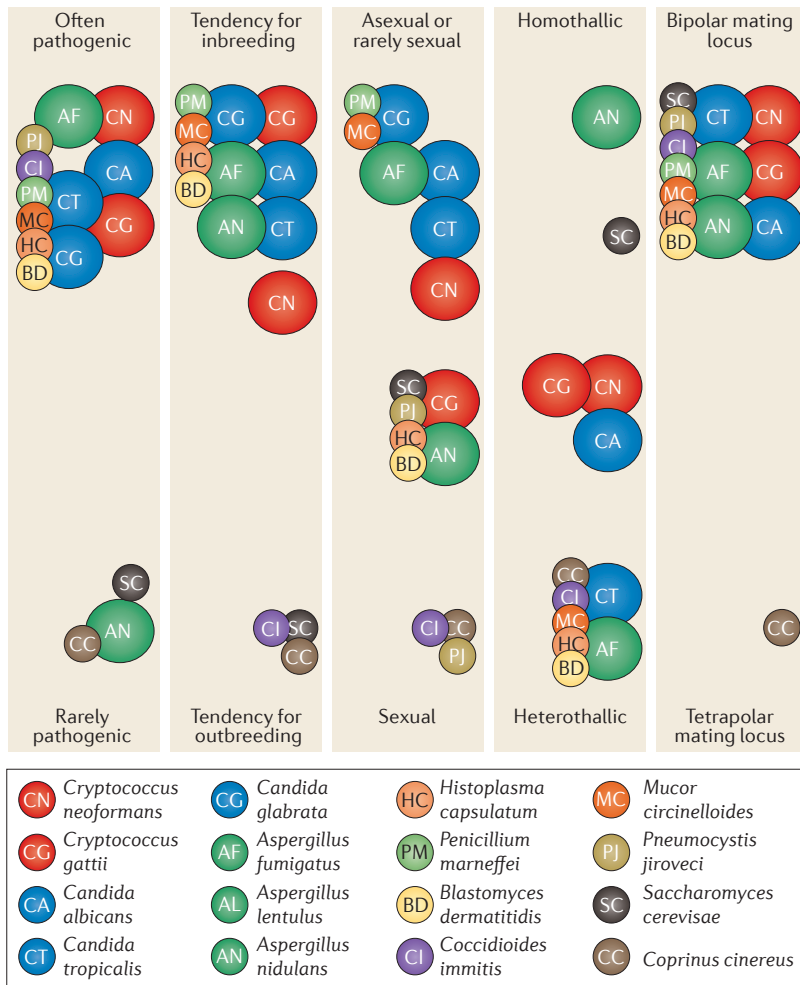 Often
pathogenic
Tendency for
inbreeding
Asexual or
rarely sexual
Homothallic
Bipolar mating
locus
AF
CN
PJ
CI
CA
PM
CT
MC
CG
HC
CG
BD
PM
CG
CG
MC
HC
AF
CA
BD
AN
CT
CN
PM
CG
MC
AF
CA
CT
CN
SC
CG
PJ
HC
AN
BD
AN
SC
CG
CN
CA
SC
CT
CN
PJ
CI
PM
AF
CG
MC
HC
AN
CA
BD
SC
AN
CC
CI
SC
CC
CI
CC
PJ
CC
CT
CI
MC
HC
AF
BD
CC
Rarely
pathogenic
Tendency for
outbreeding
Sexual
Heterothallic
Tetrapolar
mating locus
CN Cryptococcus
neoformans
CG Candida
glabrata
HC Histoplasma
capsulatum
MC Mucor
circinelloides
CG Cryptococcus
gattii
AF Aspergillus
fumigatus
PM Penicillium
marneffei
PJ Pneumocystis
jiroveci
CA Candida
albicans
AL Aspergillus
lentulus
BD Blastomyces
dermatitidis
SC Saccharomyces
cerevisae
CT Candida
tropicalis
AN Aspergillus
nidulans
CI Coccidioides
immitis
CC Coprinus cinereus